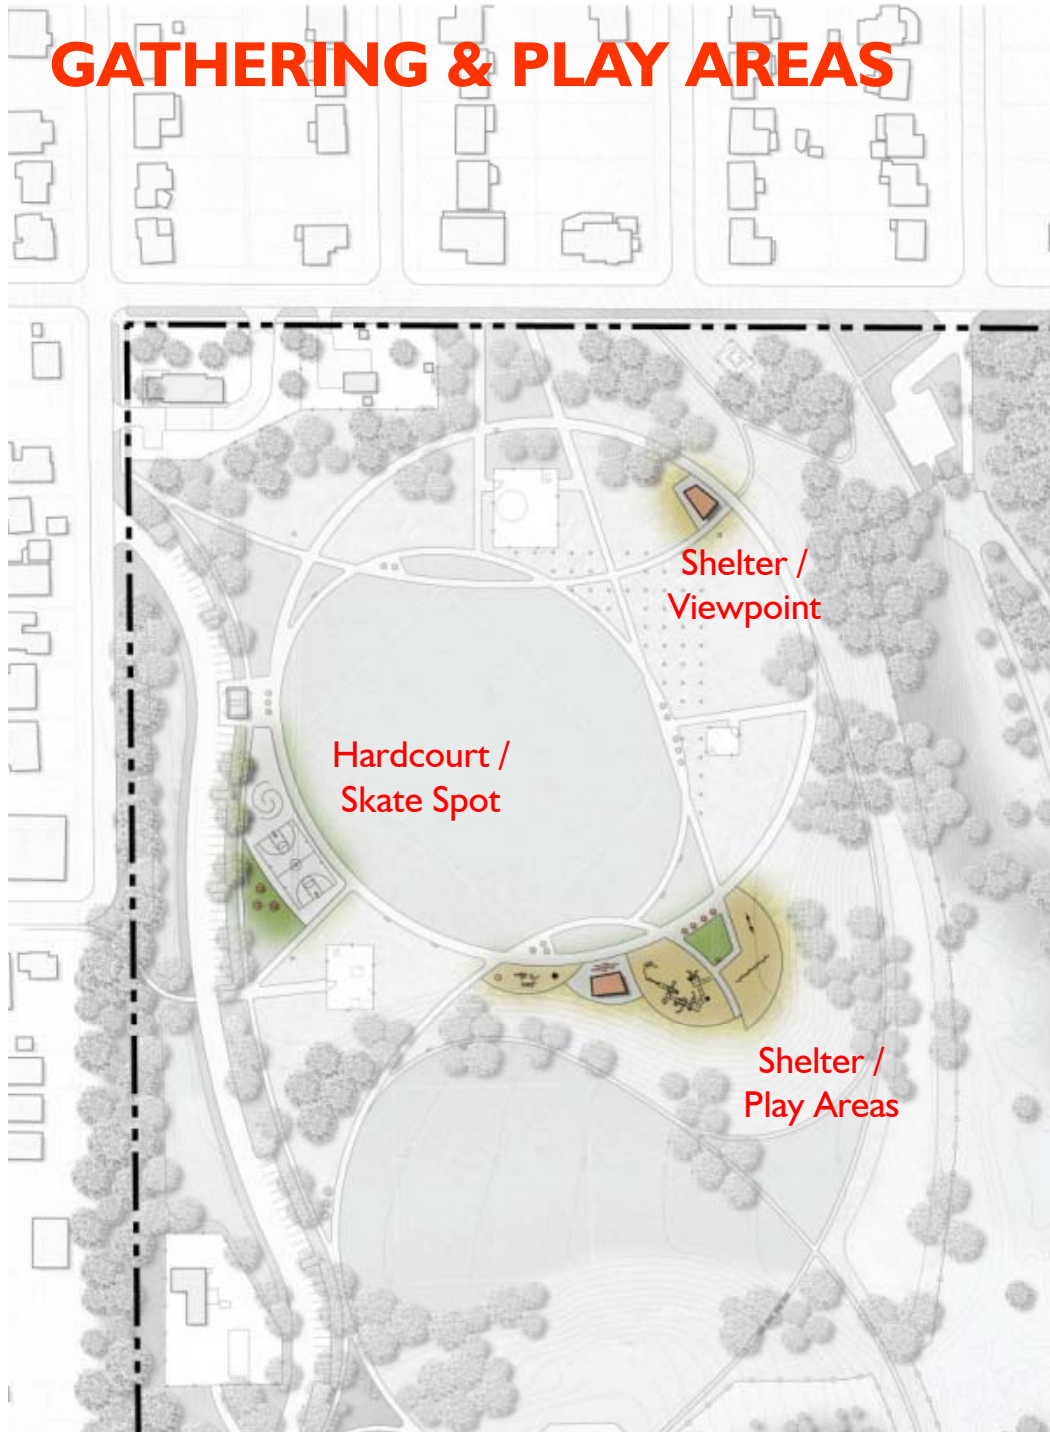 GATHERING & PLAY AREAS
Shelter /
Viewpoint
Hardcourt /
Skate Spot
Shelter /
Play Areas